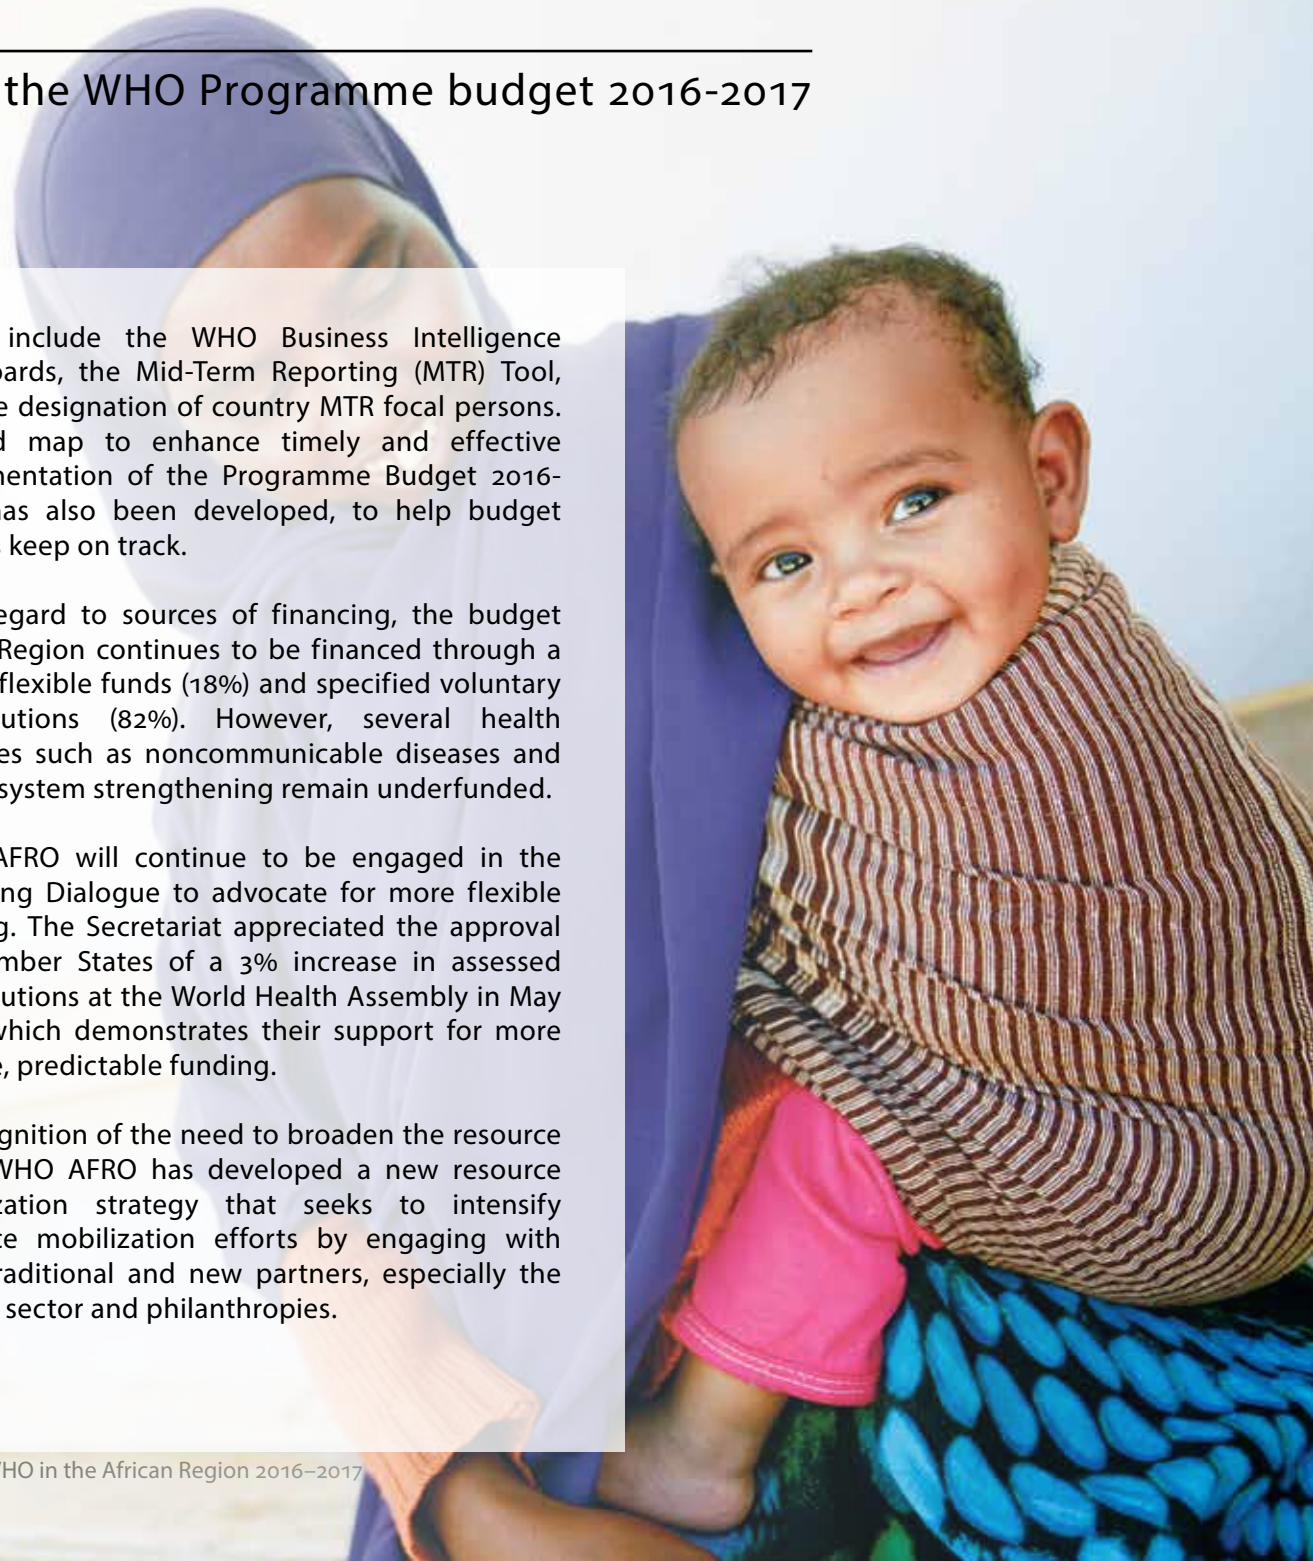 the WHO Programme budget 2016-2017
include the WHO Business Intelligence
oards, the Mid-Term Reporting (MTR) Tool,
e designation of country MTR focal persons.
d map to enhance timely and effective
mentation of the Programme Budget 2016-
has also been developed, to help budget
s keep on track.
egard to sources of financing, the budget
Region continues to be financed through a
flexible funds (18%) and specified voluntary
utions (82%). However, several health
es such as noncommunicable diseases and
system strengthening remain underfunded.
AFRO will continue to be engaged in the
ng Dialogue to advocate for more flexible
g. The Secretariat appreciated the approval
mber States of a 3% increase in assessed
utions at the World Health Assembly in May
which demonstrates their support for more
e, predictable funding.
gnition of the need to broaden the resource
WHO AFRO has developed a new resource
zation strategy that seeks to intensify
te mobilization efforts by engaging with
raditional and new partners, especially the
sector and philanthropies.
WHO in the African Region 2016–2017